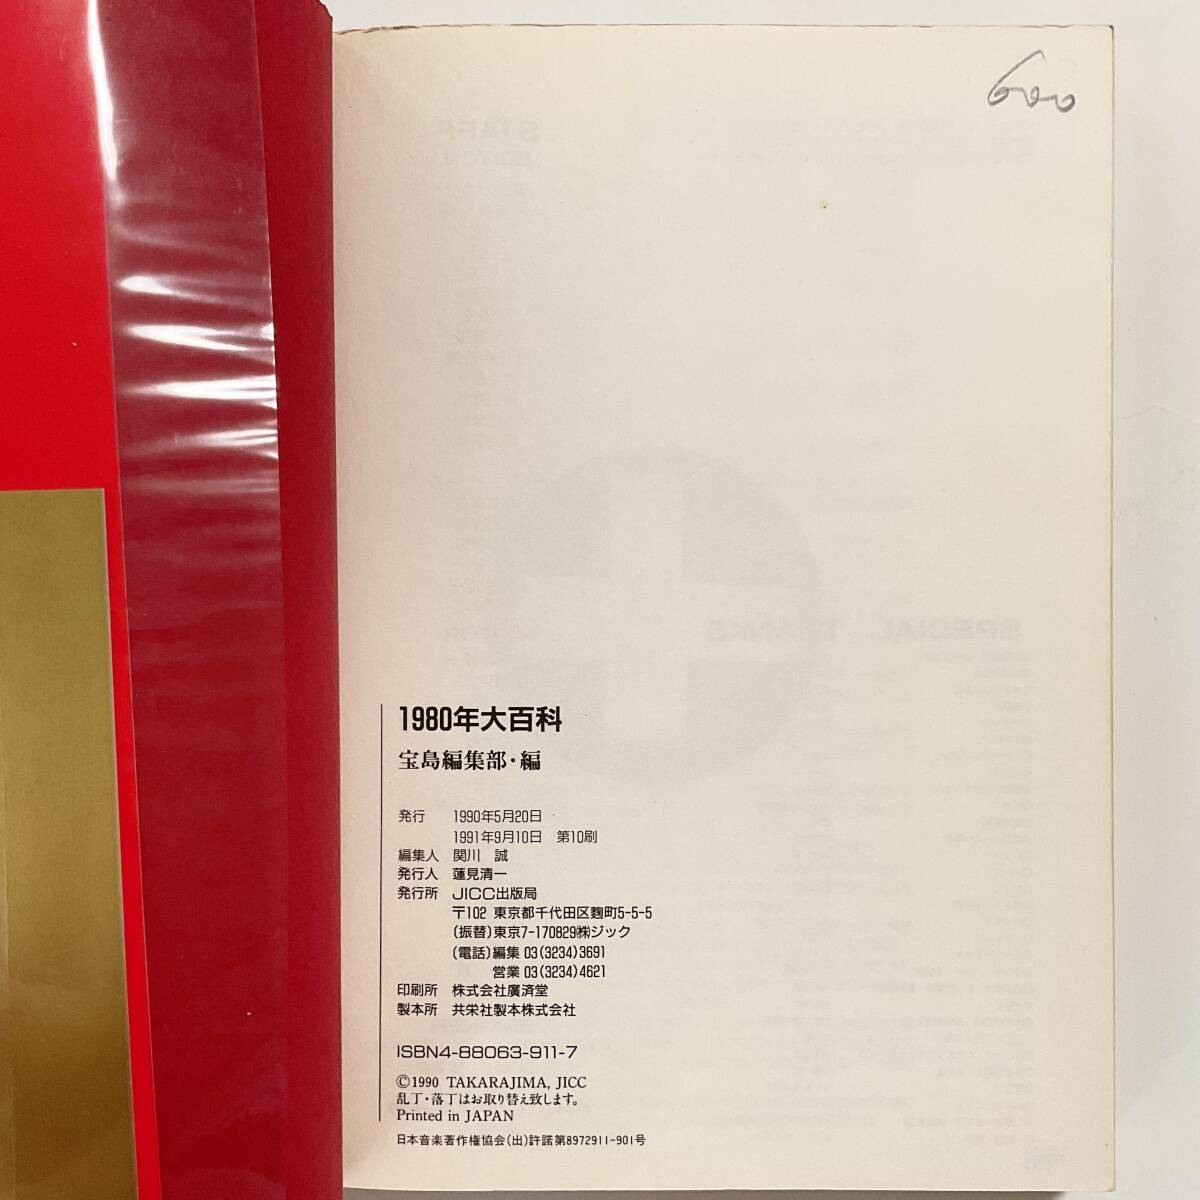 600
STAFF
EDITOR
SPECIAL THANKS
1980年大百科
宝島編集部・編
発行 1990年5月20日
1991年9月10日 第10刷
編集人 関川 誠
発行人 蓮見清一
発行所 JICC出版局
〒102 東京都千代田区麴町5-5-5
(振替)東京7-170829㈱ジック
(電話)編集 03(3234)3691
営業 03(3234)4621
印刷所 株式会社廣済堂
製本所 共栄社製本株式会社
ISBN4-88063-911-7
©1990 TAKARAJIMA, JICC
乱丁・落丁はお取り替え致します。
Printed in JAPAN
日本音楽著作権協会(出)許諾第8972911-901号